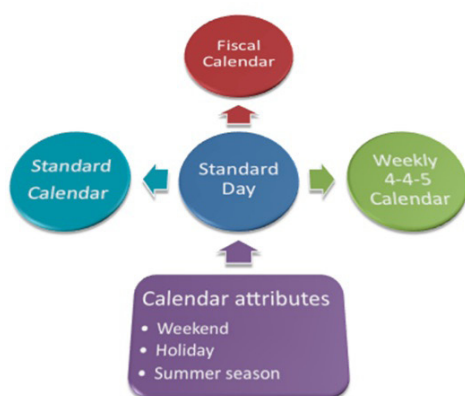 Fiscal
Calendar
Standard
Calendar
Standard
Day
Weekly
4-4-5
Calendar
Calendar attributes
• Weekend
• Holiday
• Summer season